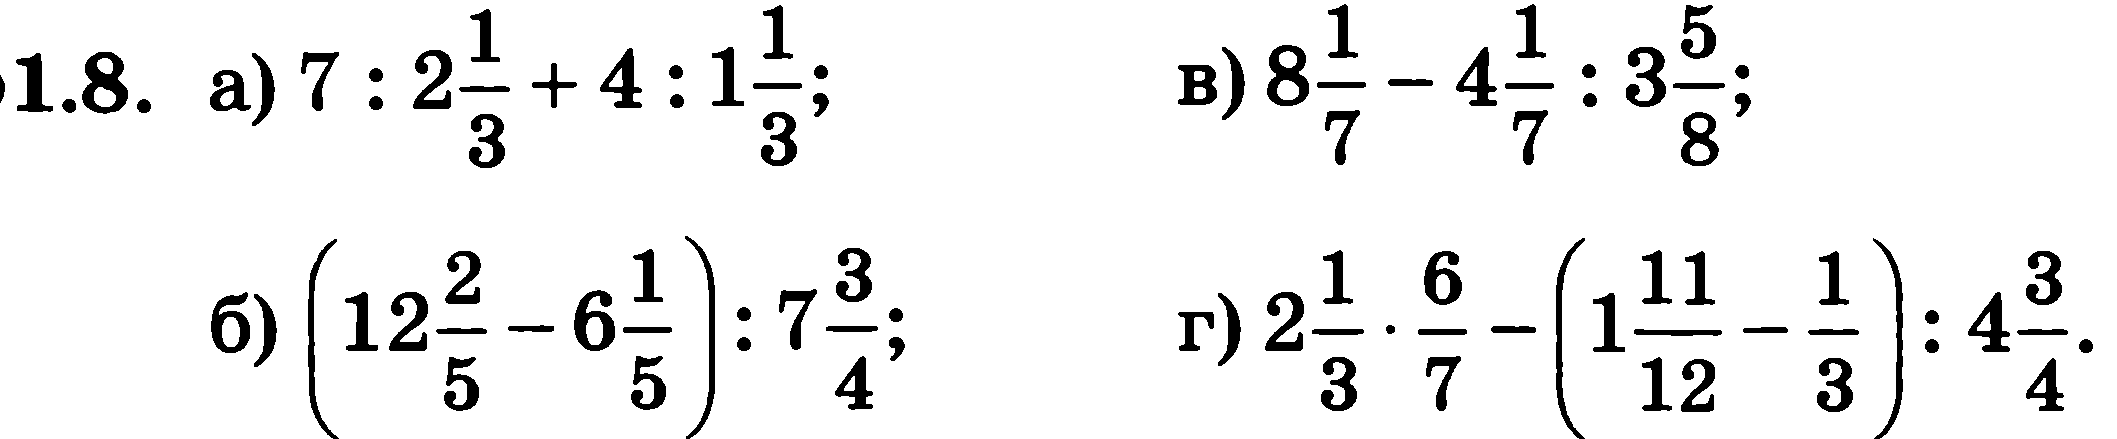 1.8. а) 7 : 2 1/3 + 4 : 1 1/3; в) 8 1/7 − 4 1/7 : 3 5/8;
б) (12 2/5 − 6 1/5) : 7 3/4; г) 2 1/3 · 6/7 − (1 11/12 − 1/3) : 4 3/4.